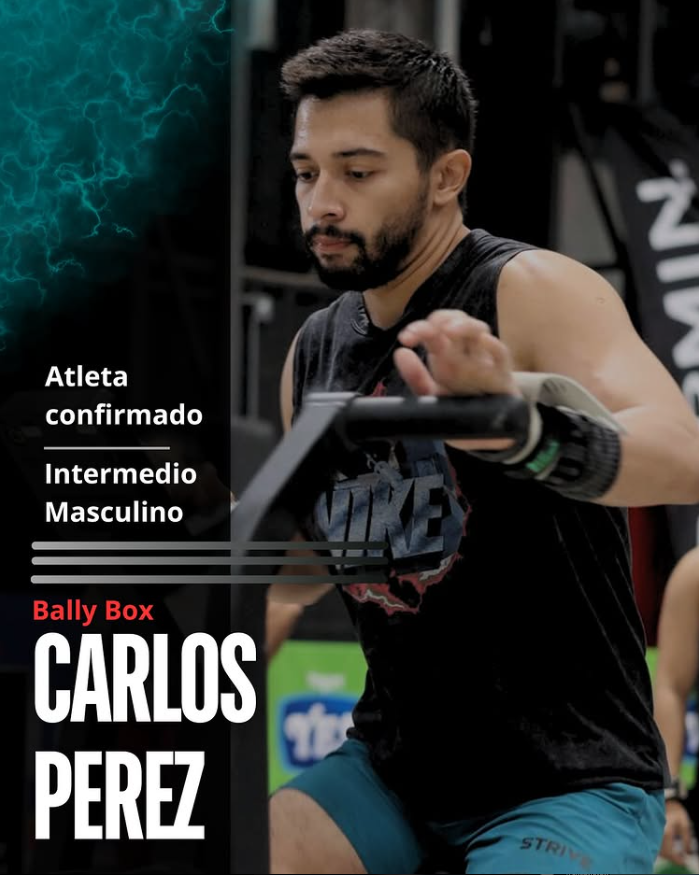 Atleta
confirmado
Intermedio
Masculino
Bally Box
CARLOS
PEREZ
NIKE
STRIVE